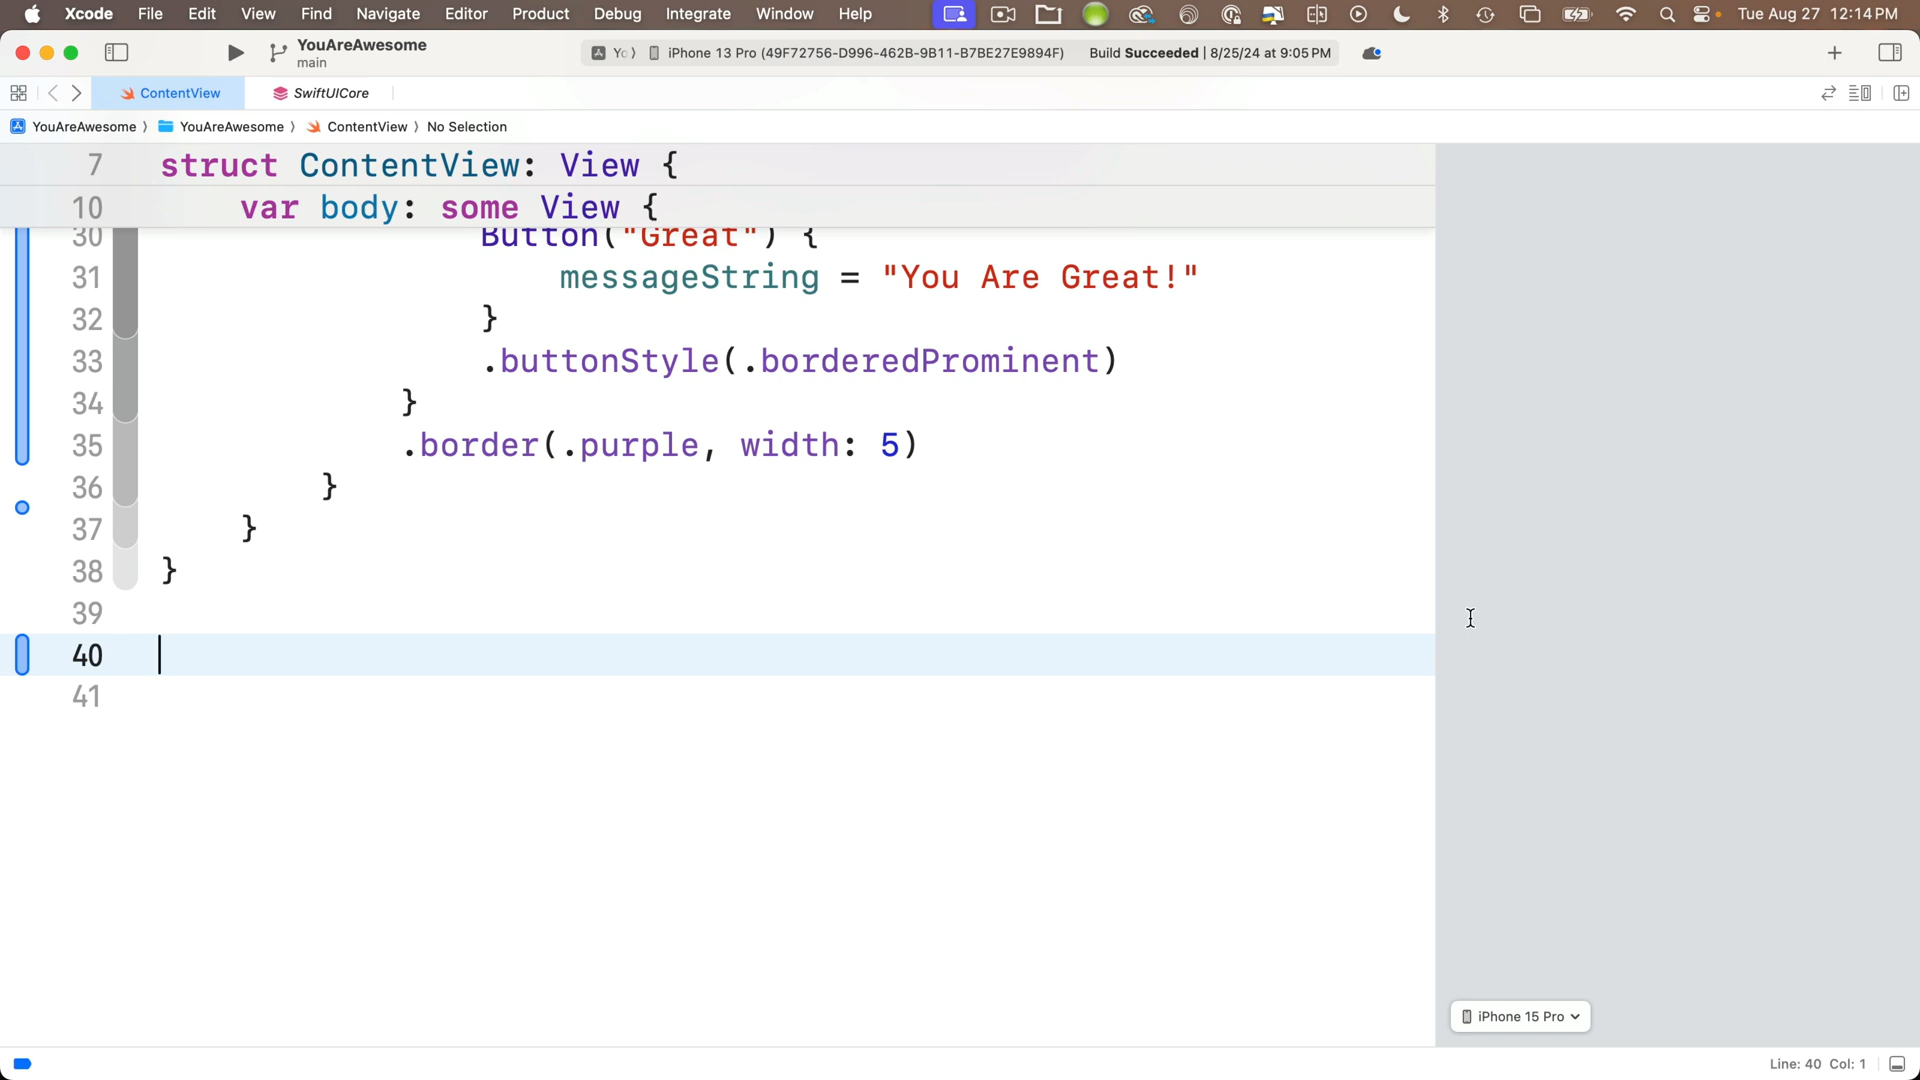 Xcode File Edit View Find Navigate Editor Product Debug Integrate Window Help Tue Aug 27 12:14 PM
YouAreAwesome
main
Yo ⟩ iPhone 13 Pro (49F72756-D996-462B-9B11-B7BE27E9894F) Build Succeeded | 8/25/24 at 9:05 PM
ContentView SwiftUICore
YouAreAwesome ⟩ YouAreAwesome ⟩ ContentView ⟩ No Selection
7 struct ContentView: View {
10 var body: some View {
30 Button("Great") {
31 messageString = "You Are Great!"
32 }
33 .buttonStyle(.borderedProminent)
34 }
35 .border(.purple, width: 5)
36 }
37 }
38 }
39
40
41
iPhone 15 Pro
Line: 40 Col: 1